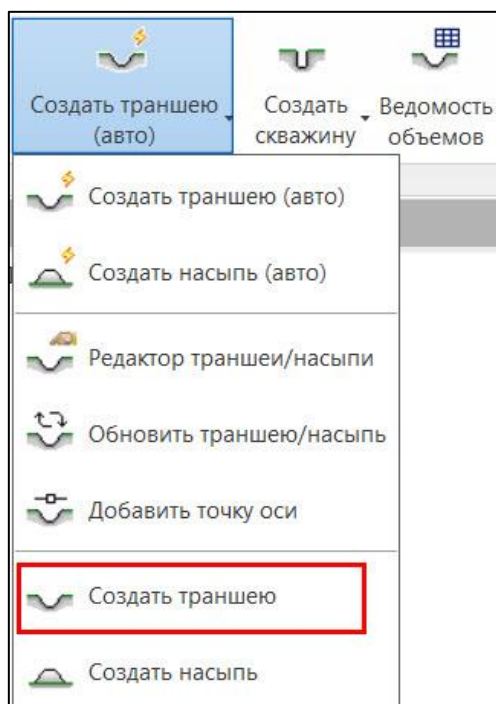 Создать траншею
(авто)
Создать
скважину
Ведомость
объемов
Создать траншею (авто)
Создать насыпь (авто)
Редактор траншеи/насыпи
Обновить траншею/насыпь
Добавить точку оси
Создать траншею
Создать насыпь